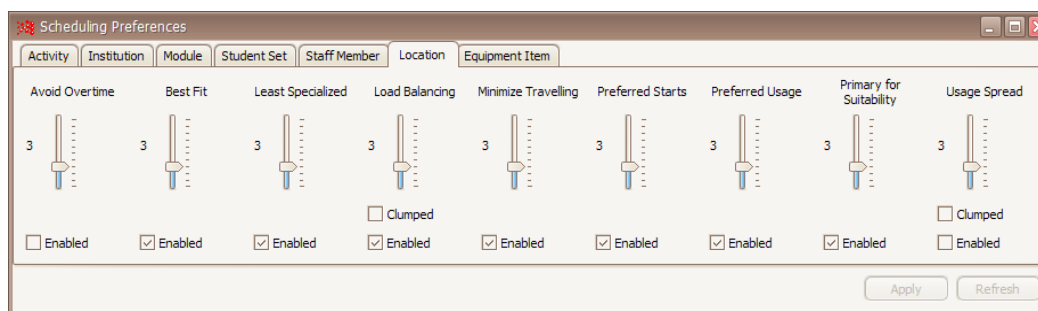 Scheduling Preferences
Activity Institution Module Student Set Staff Member Location Equipment Item
Avoid Overtime Best Fit Least Specialized Load Balancing Minimize Travelling Preferred Starts Preferred Usage Primary for Suitability Usage Spread
3 3 3 3 3 3 3 3 3
Clumped Clumped
Enabled Enabled Enabled Enabled Enabled Enabled Enabled Enabled Enabled
Apply Refresh